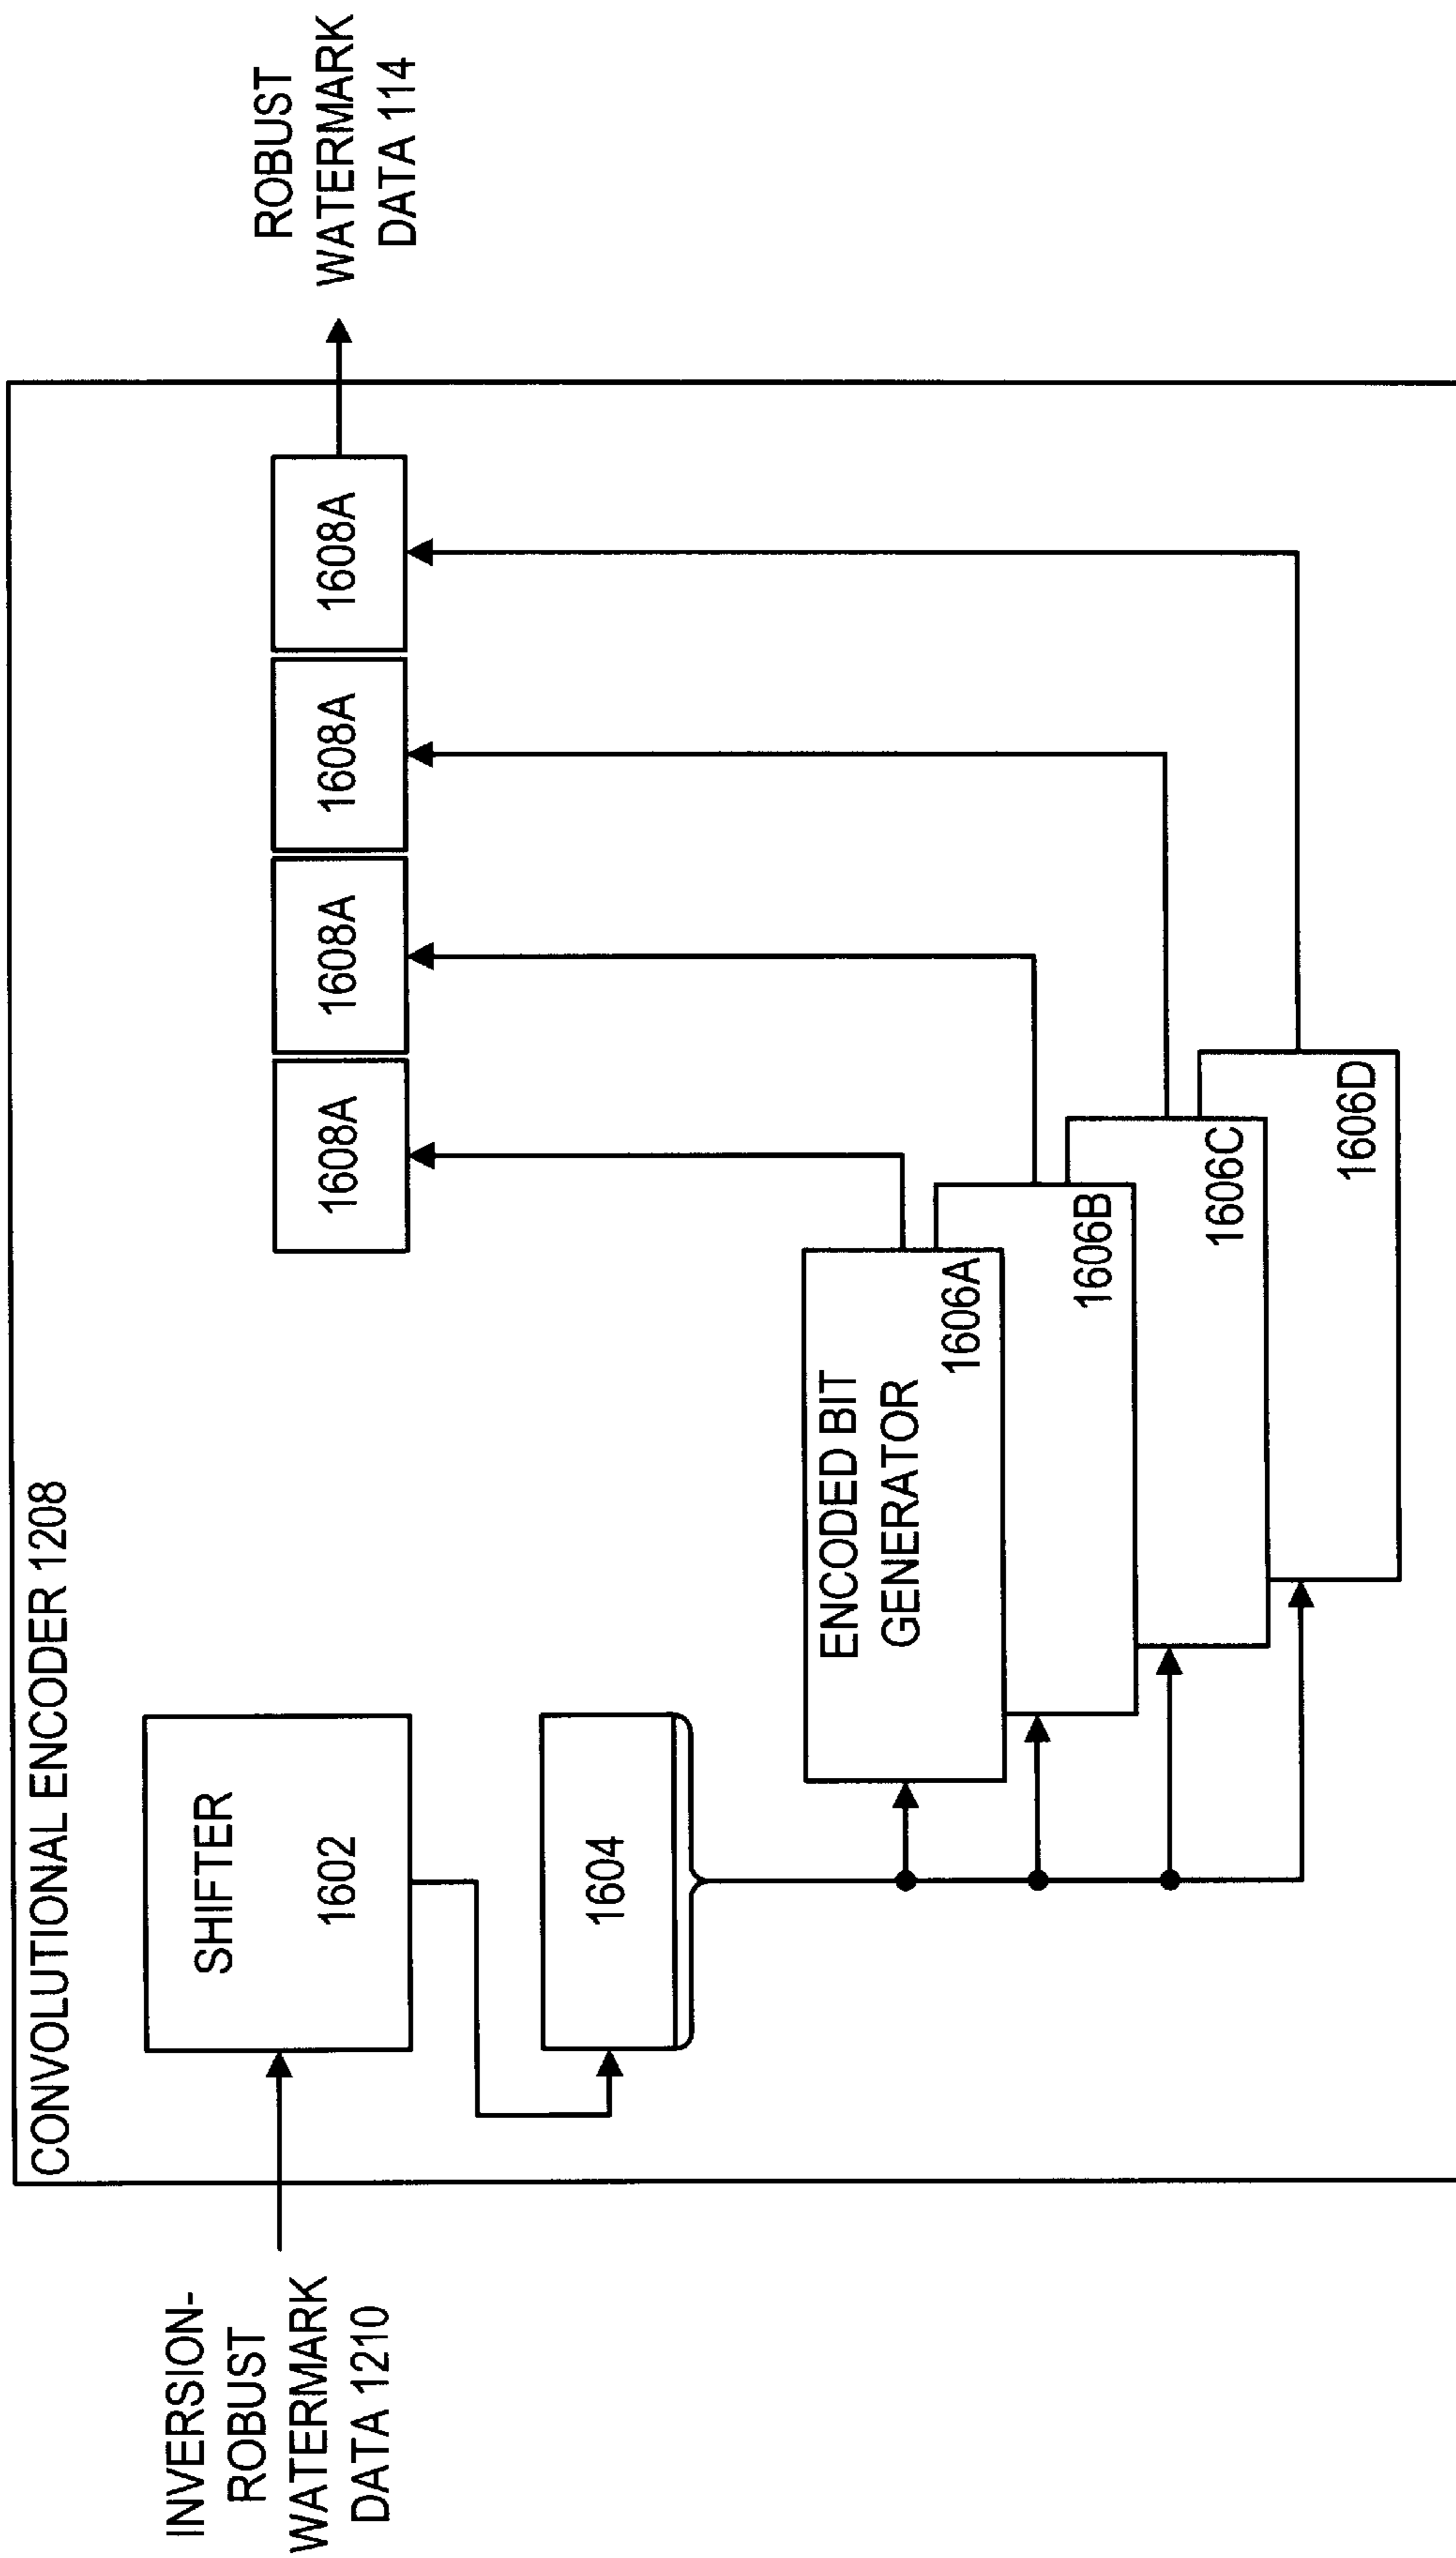 CONVOLUTIONAL ENCODER 1208
INVERSION-
ROBUST
WATERMARK
DATA 1210
SHIFTER
1602
1604
ENCODED BIT
GENERATOR
1606A
1606B
1606C
1606D
1608A
1608A
1608A
1608A
ROBUST
WATERMARK
DATA 114